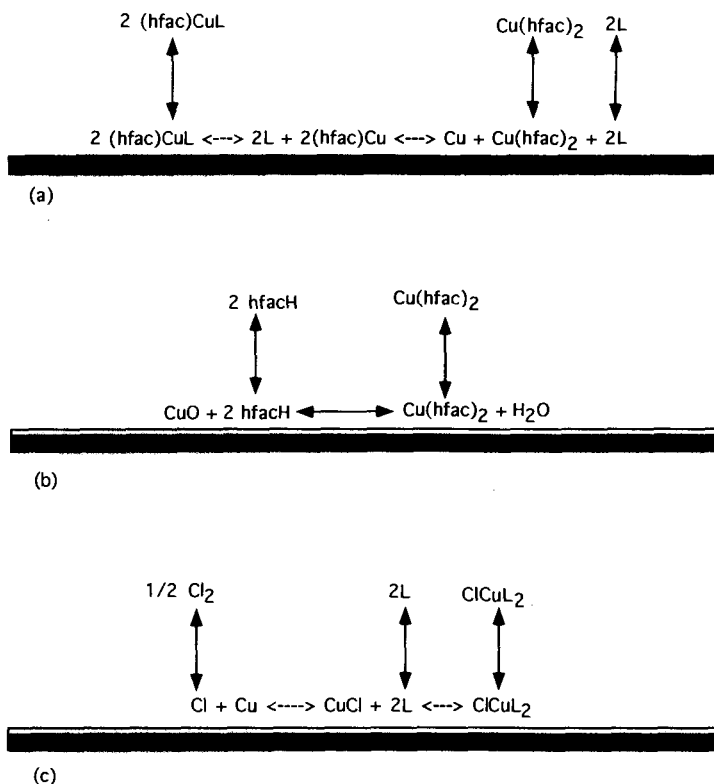 2 (hfac)CuL Cu(hfac)2 2L
2 (hfac)CuL <---> 2L + 2(hfac)Cu <---> Cu + Cu(hfac)2 + 2L
(a)
2 hfacH Cu(hfac)2
CuO + 2 hfacH Cu(hfac)2 + H2O
(b)
1/2 Cl2 2L ClCuL2
Cl + Cu <----> CuCl + 2L <---> ClCuL2
(c)